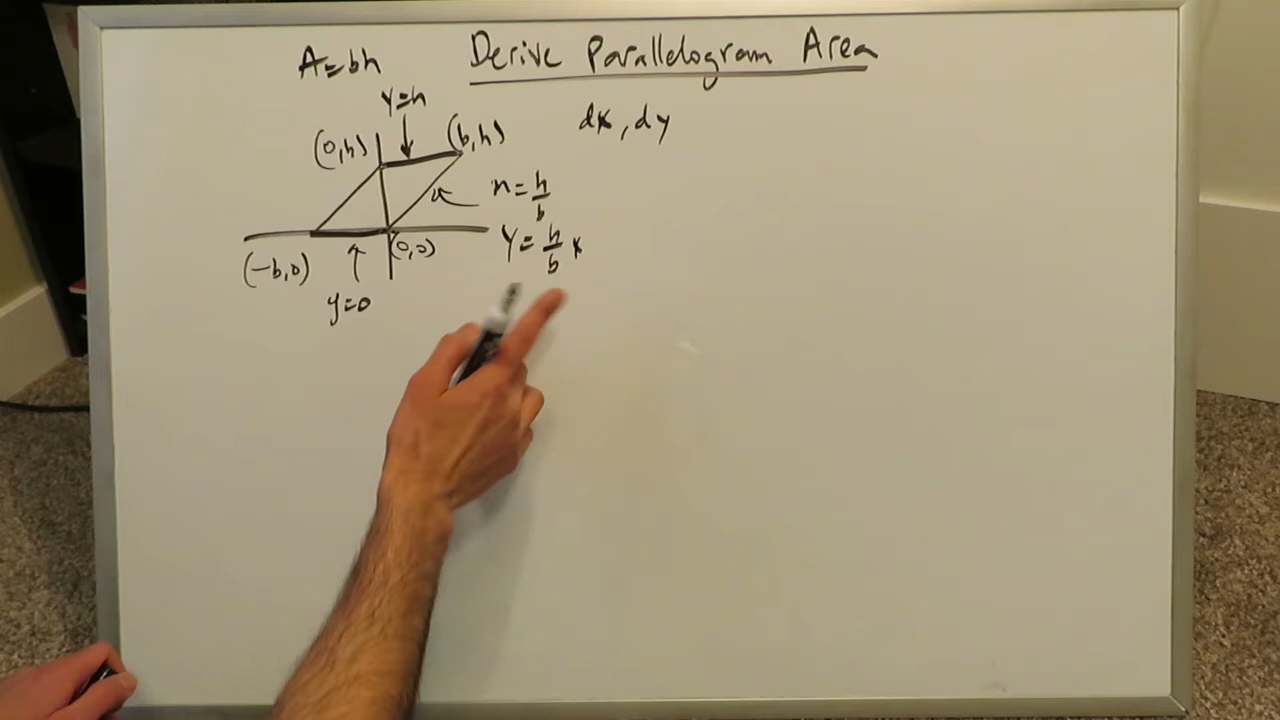 A=bh
Derive Parallelogram Area
y=h
dx, dy
(0,h)
(b,h)
m=h/b
y=h/b x
(-b,0)
(0,0)
y=0